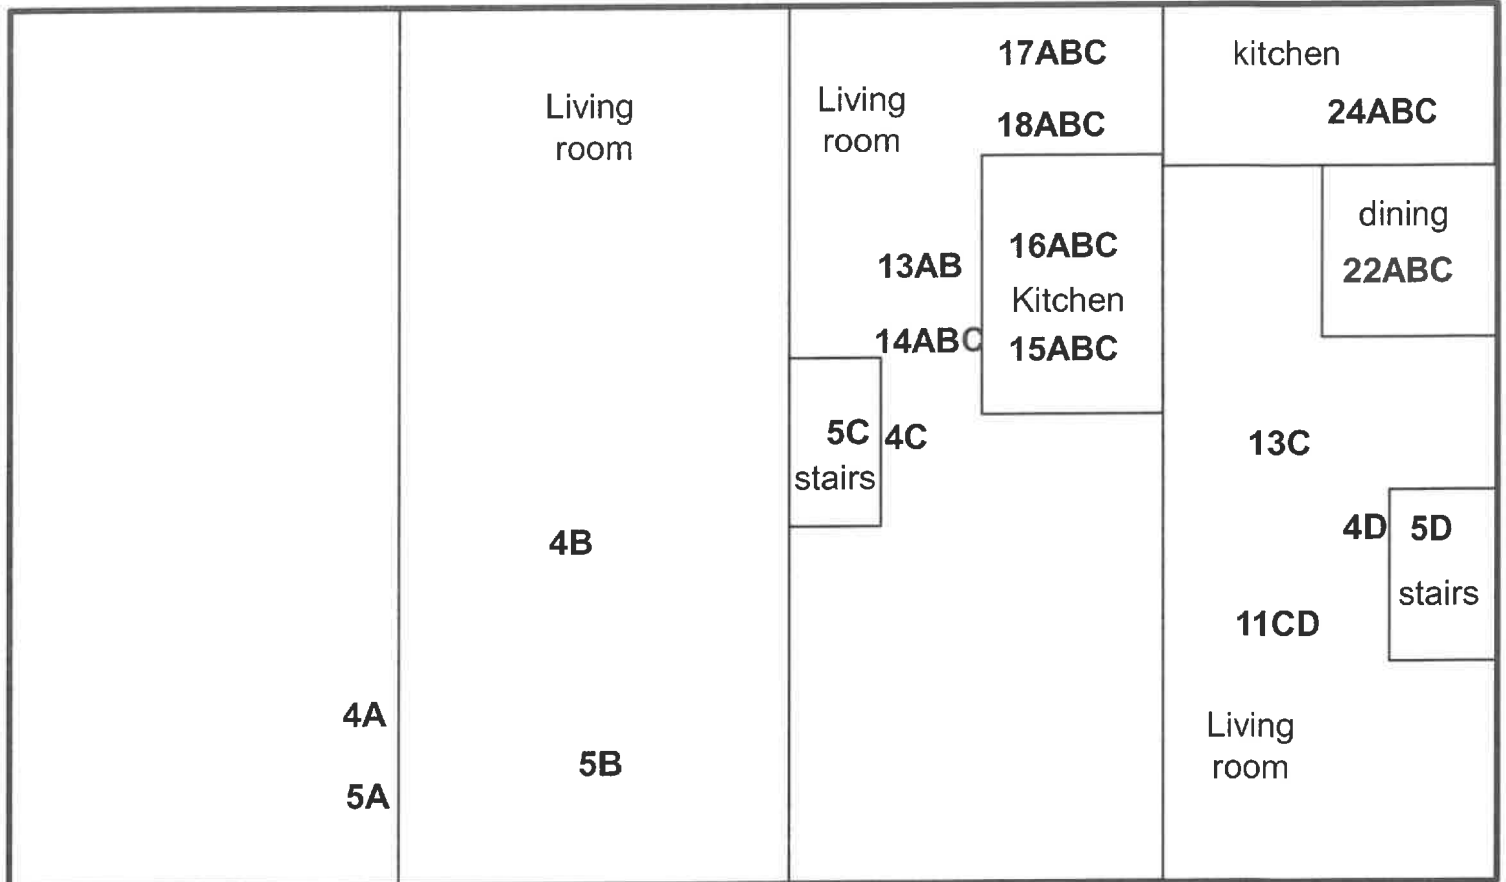 4A
5A
Living
room
4B
5B
Living
room
17ABC
18ABC
13AB
14ABC
16ABC
Kitchen
15ABC
5C
stairs
4C
kitchen
24ABC
dining
22ABC
13C
4D
5D
stairs
11CD
Living
room